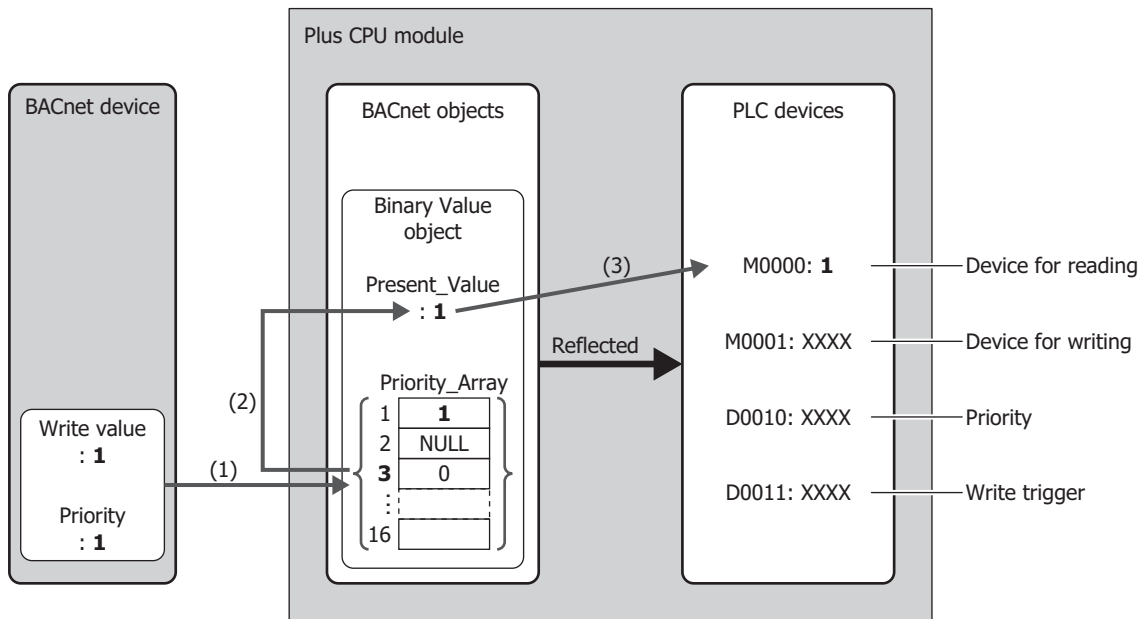 Plus CPU module
BACnet device
BACnet objects
PLC devices
Binary Value
object
(3)
M0000: 1
Device for reading
Present_Value
: 1
M0001: XXXX
Device for writing
Reflected
Priority_Array
(2)
1 1
2 NULL
3 0
:
16
D0010: XXXX
Priority
Write value
: 1
(1)
D0011: XXXX
Write trigger
Priority
: 1